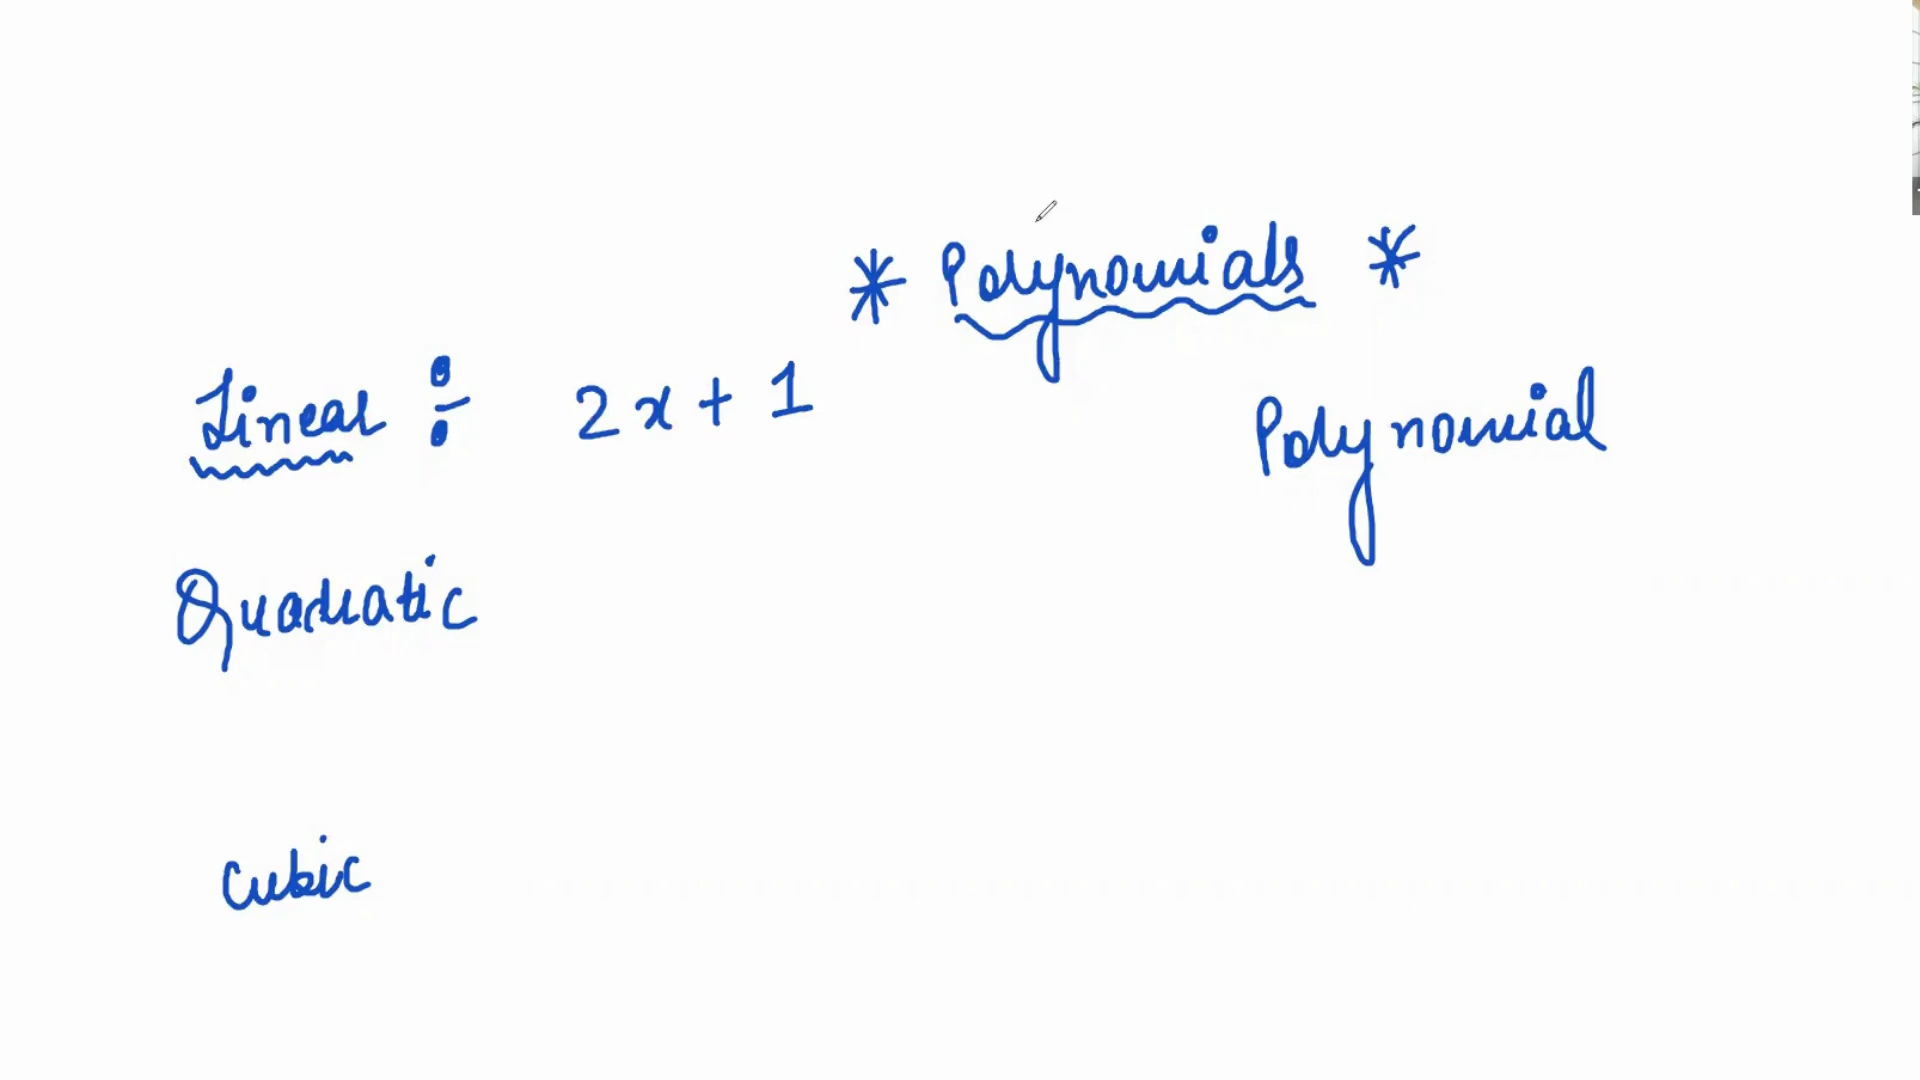 * Polynomials *
Linear ÷ 2x + 1
Polynomial
Quadratic
Cubic